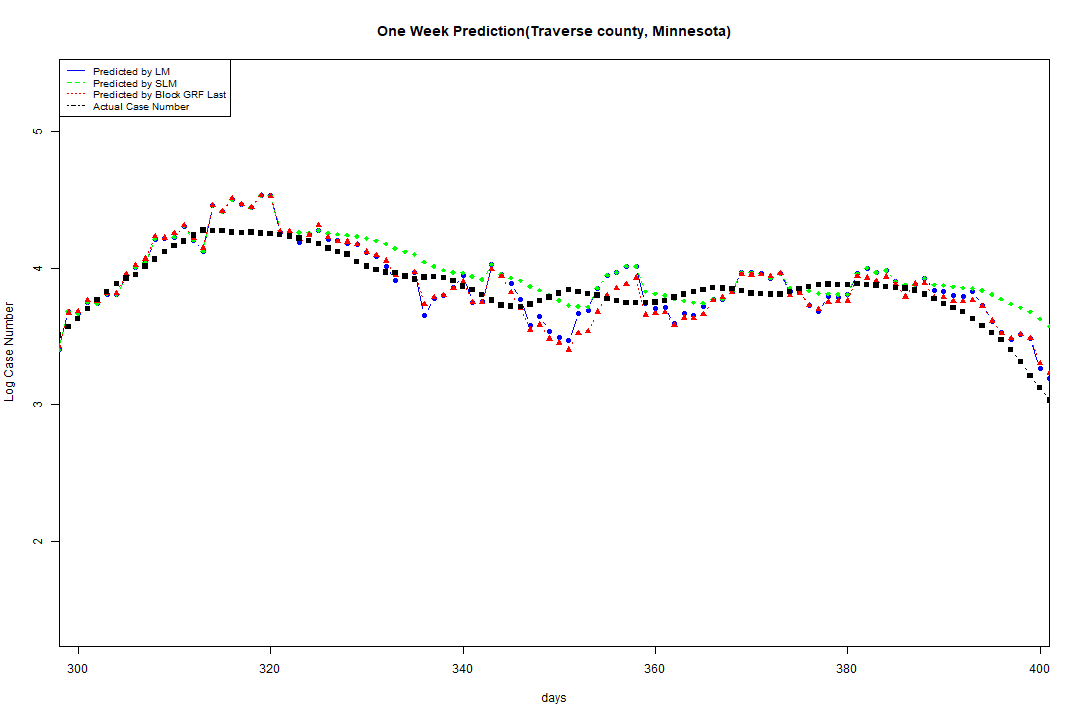 One Week Prediction(Traverse county, Minnesota)
Predicted by LM
Predicted by SLM
Predicted by Block GRF Last
Actual Case Number
5
4
3
2
Log Case Number
300 320 340 360 380 400
days